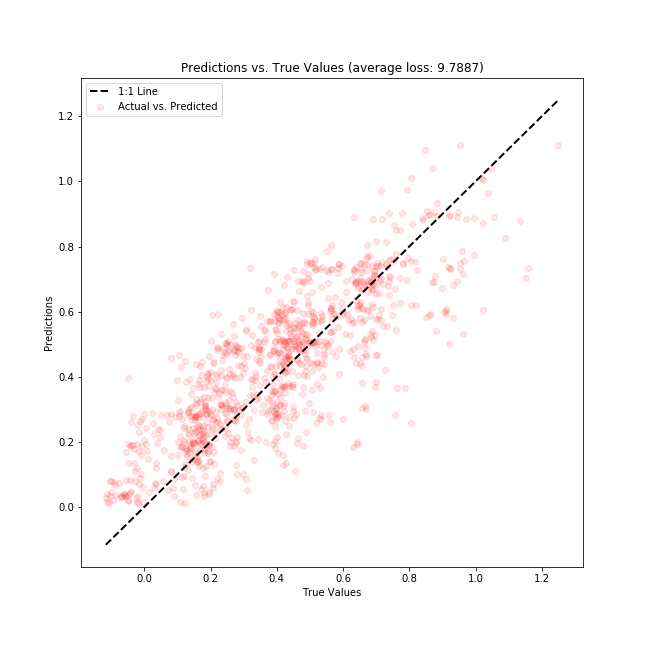 Predictions vs. True Values (average loss: 9.7887)
1:1 Line
Actual vs. Predicted
1.2
1.0
0.8
0.6
0.4
0.2
0.0
Predictions
0.0 0.2 0.4 0.6 0.8 1.0 1.2
True Values